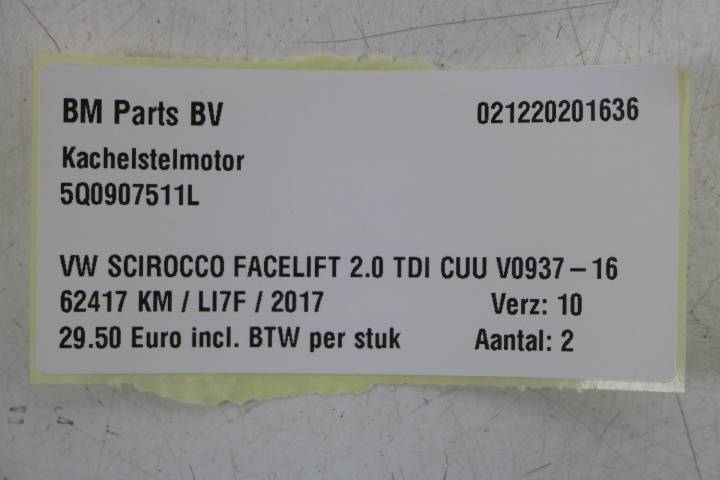 BM Parts BV 021220201636
Kachelstelmotor
5Q0907511L
VW SCIROCCO FACELIFT 2.0 TDI CUU V0937 - 16
62417 KM / LI7F / 2017 Verz: 10
29.50 Euro incl. BTW per stuk Aantal: 2